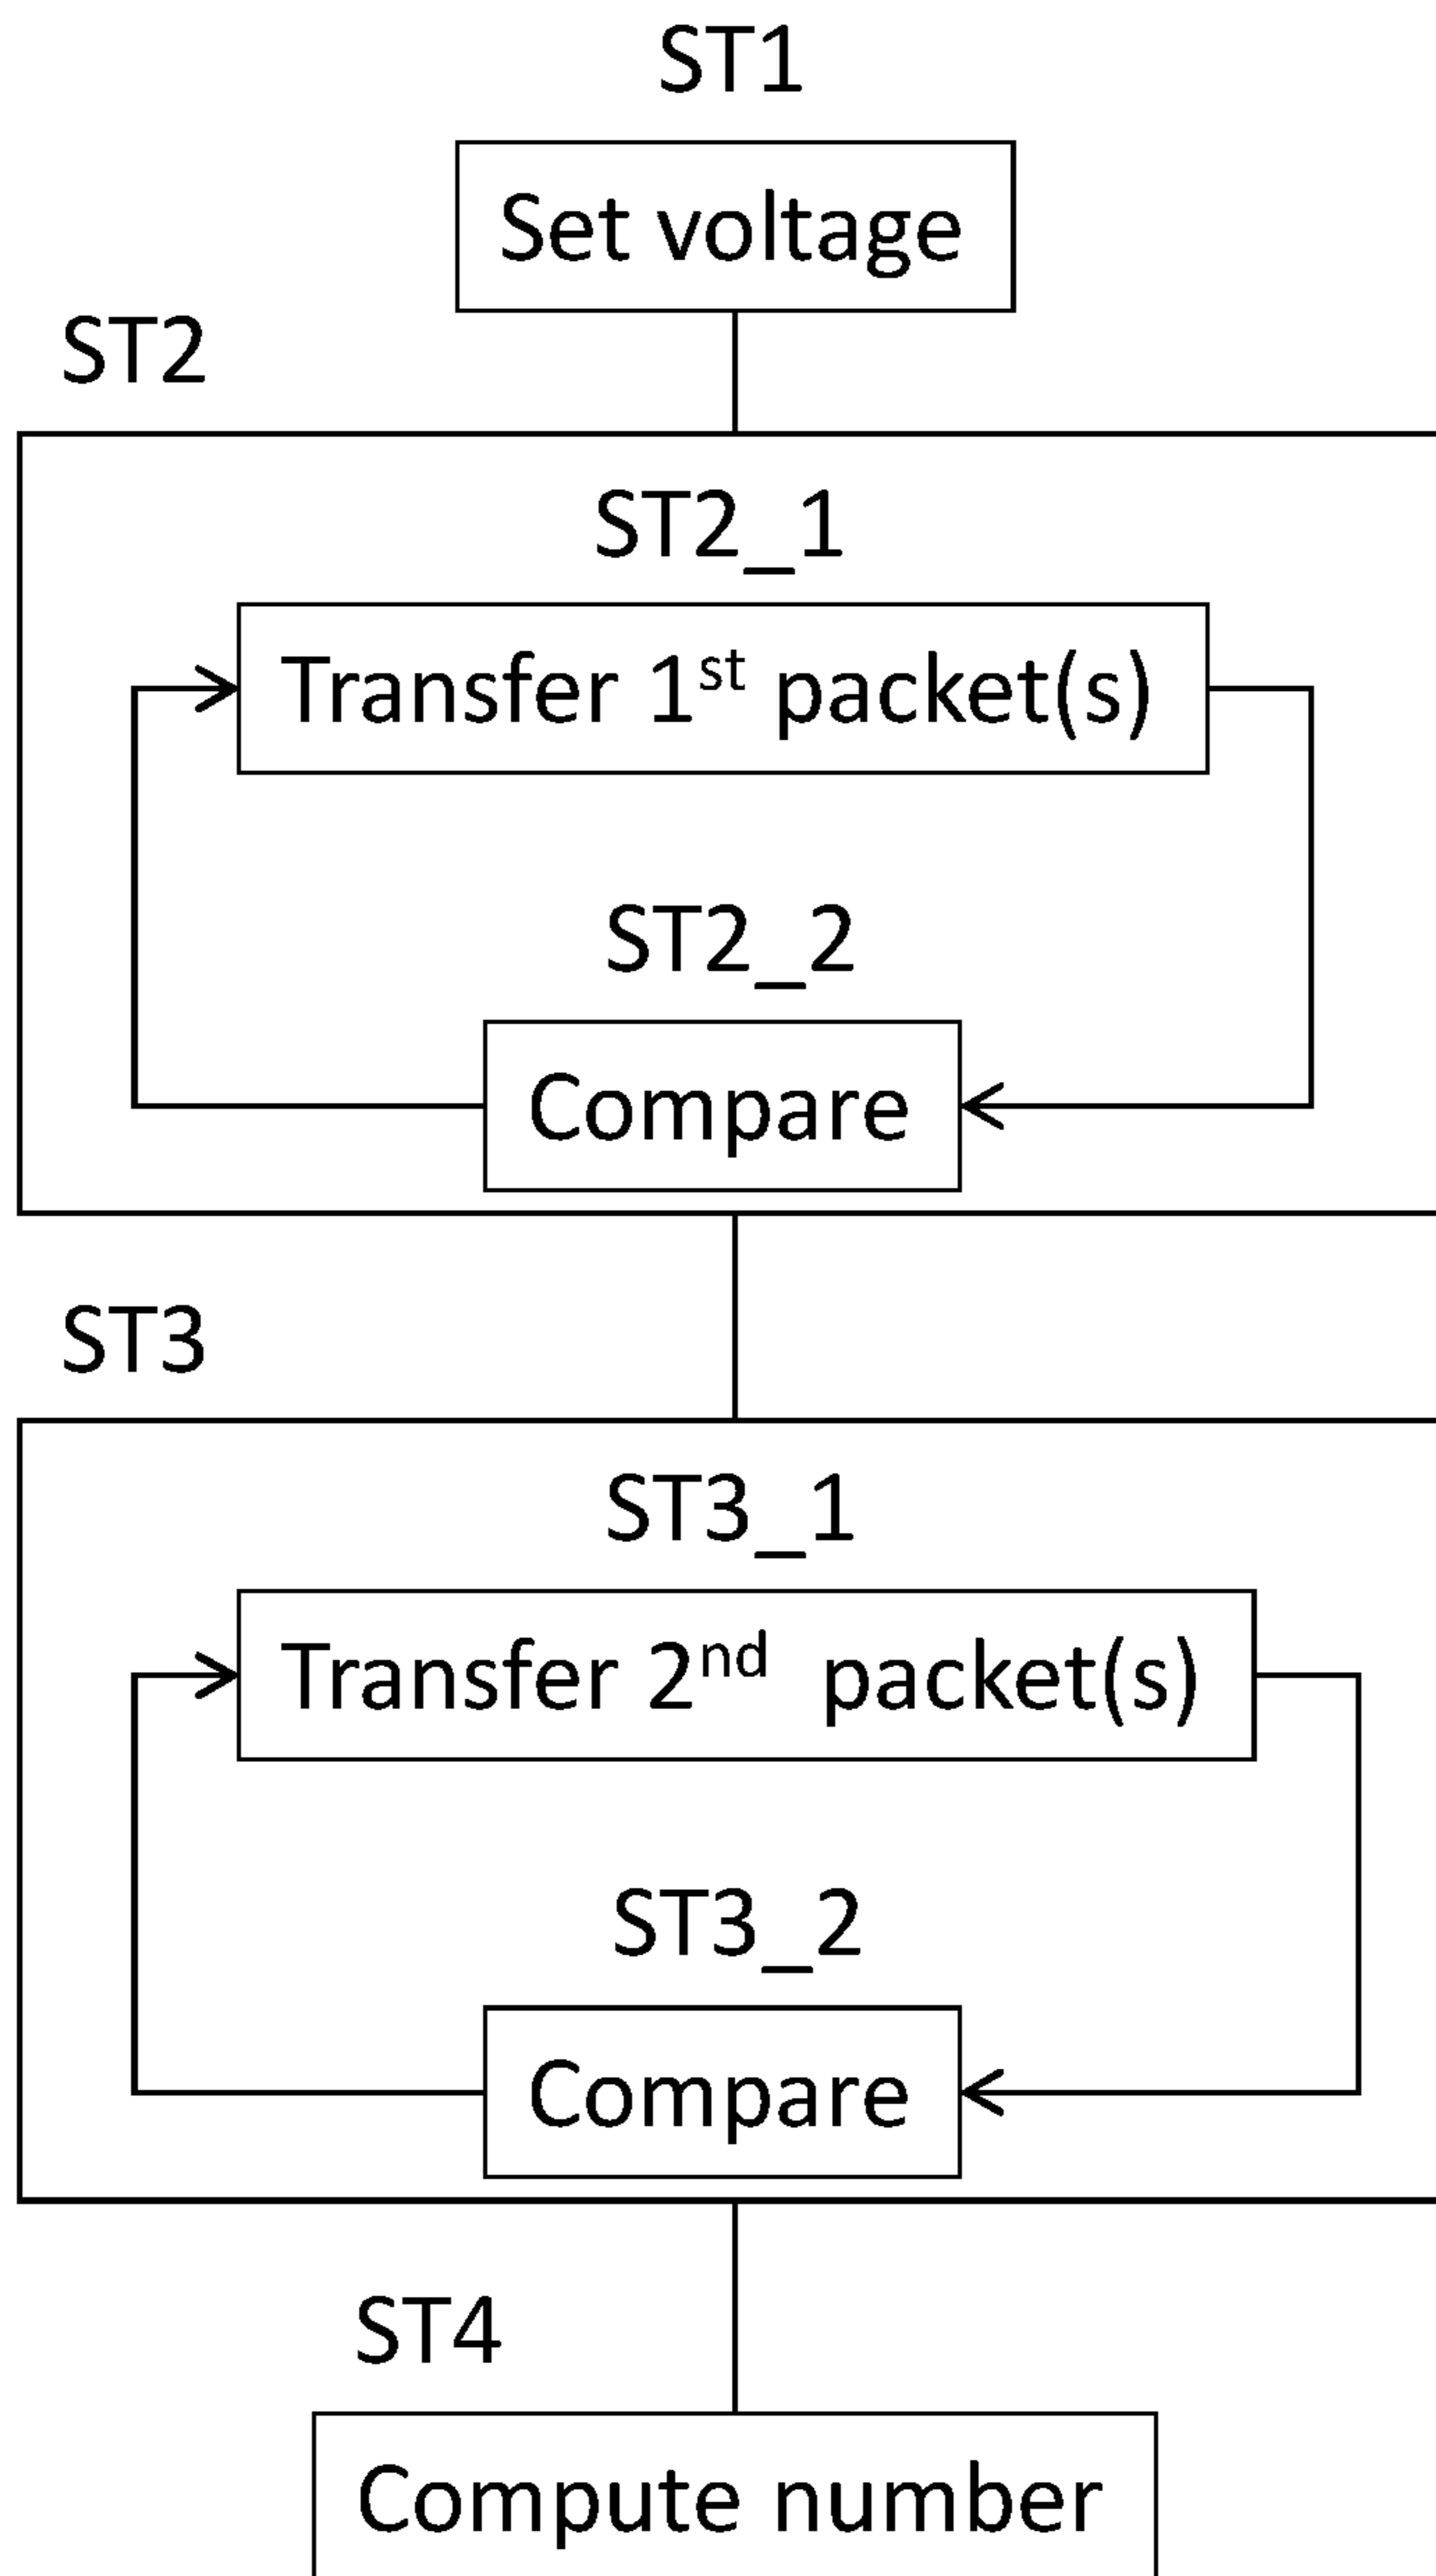 ST1
Set voltage
ST2
ST2_1
Transfer 1st packet(s)
ST2_2
Compare
ST3
ST3_1
Transfer 2nd packet(s)
ST3_2
Compare
ST4
Compute number